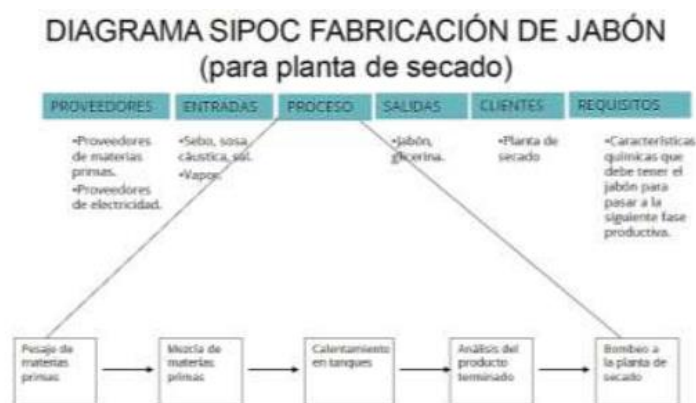 DIAGRAMA SIPOC FABRICACIÓN DE JABÓN
(para planta de secado)
PROVEEDORES
ENTRADAS
PROCESO
SALIDAS
CLIENTES
REQUISITOS
•Proveedores
de materias
primas.
•Proveedores
de electricidad.
•Sebo, sosa
cáustica, sal.
•Vapor.
•Jabón,
glicerina.
•Planta de
secado
•Características
químicas que
debe tener el
jabón para
pasar a la
siguiente fase
productiva.
Pesaje de
materias
primas
Mezcla de
materias
primas
Calentamiento
en tanques
Análisis del
producto
terminado
Bombeo a
la planta de
secado